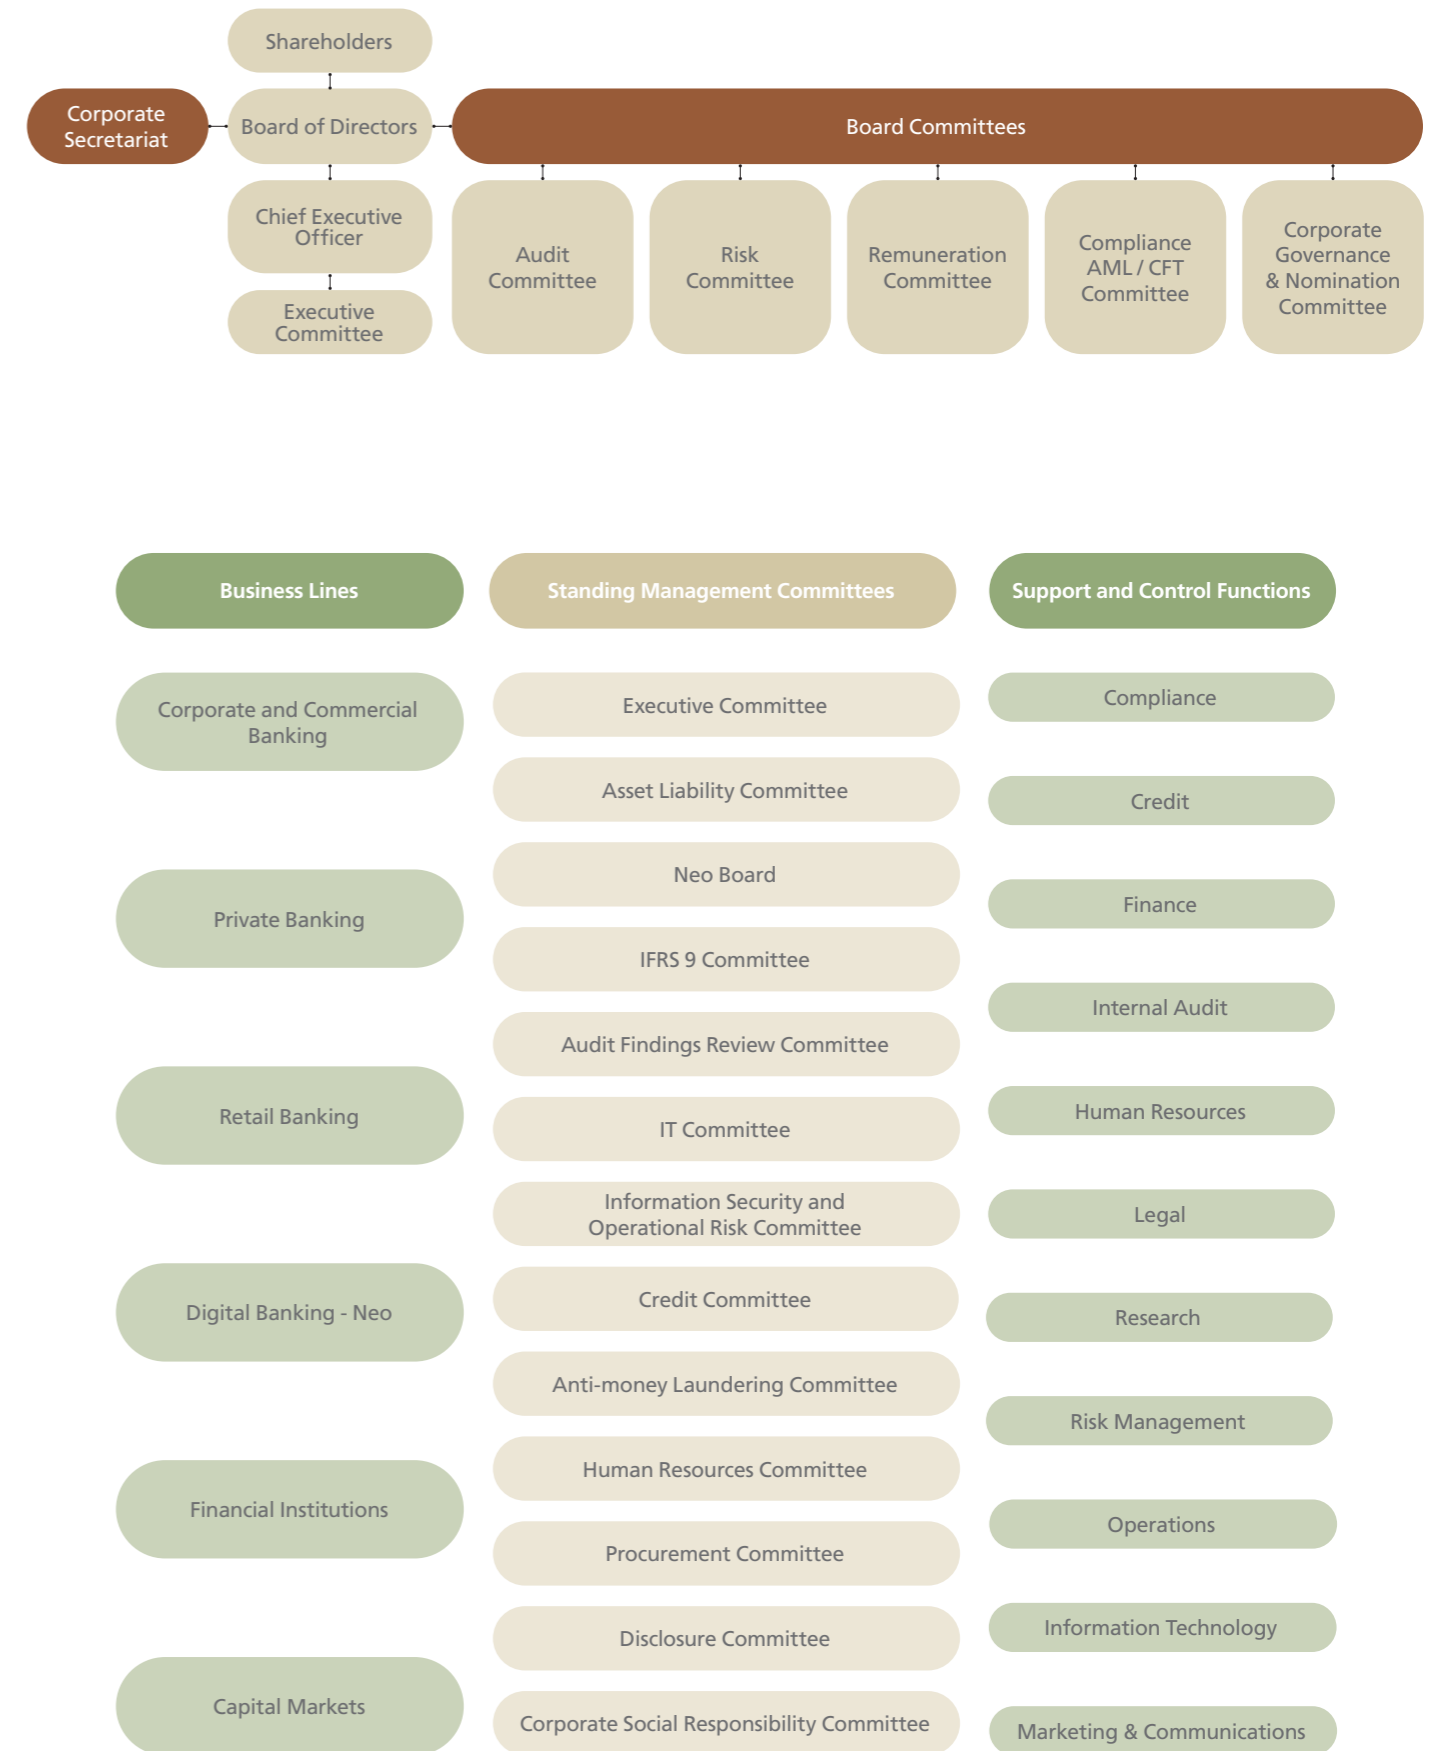 Shareholders
Corporate
Secretariat
Board of Directors
Board Committees
Chief Executive
Officer
Executive
Committee
Audit
Committee
Risk
Committee
Remuneration
Committee
Compliance
AML / CFT
Committee
Corporate
Governance
& Nomination
Committee
Business Lines
Corporate and Commercial
Banking
Private Banking
Retail Banking
Digital Banking - Neo
Financial Institutions
Capital Markets
Standing Management Committees
Executive Committee
Asset Liability Committee
Neo Board
IFRS 9 Committee
Audit Findings Review Committee
IT Committee
Information Security and
Operational Risk Committee
Credit Committee
Anti-money Laundering Committee
Human Resources Committee
Procurement Committee
Disclosure Committee
Corporate Social Responsibility Committee
Support and Control Functions
Compliance
Credit
Finance
Internal Audit
Human Resources
Legal
Research
Risk Management
Operations
Information Technology
Marketing & Communications